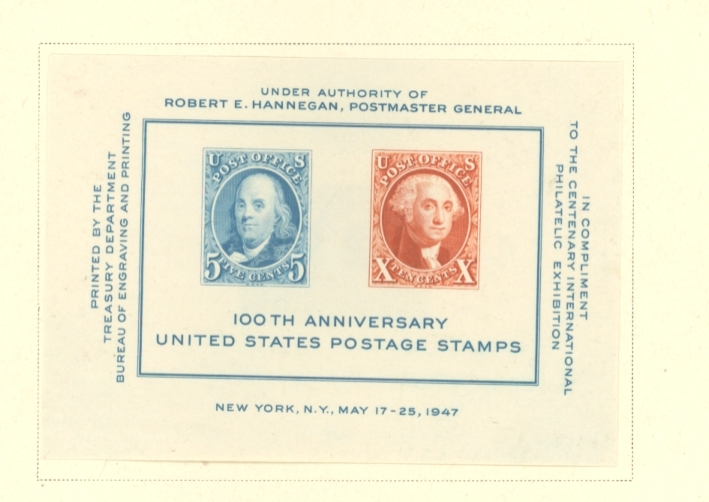 UNDER AUTHORITY OF
ROBERT E. HANNEGAN, POSTMASTER GENERAL
PRINTED BY THE
TREASURY DEPARTMENT
BUREAU OF ENGRAVING AND PRINTING
U S
POST OFFICE
5 5
FIVE CENTS
U S
POST OFFICE
X X
TEN CENTS
100TH ANNIVERSARY
UNITED STATES POSTAGE STAMPS
IN COMPLIMENT
TO THE CENTENARY INTERNATIONAL
PHILATELIC EXHIBITION
NEW YORK, N.Y., MAY 17-25, 1947